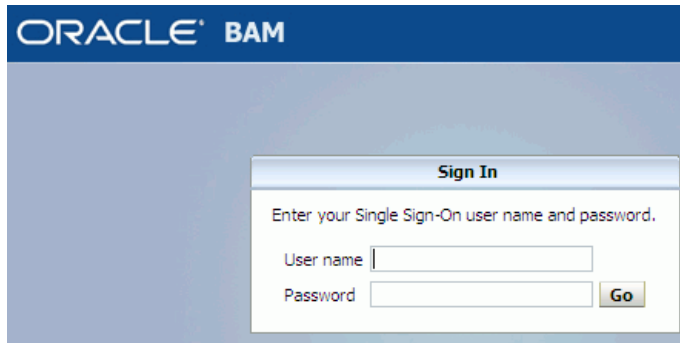 ORACLE® BAM
Sign In
Enter your Single Sign-On user name and password.
User name
Password Go